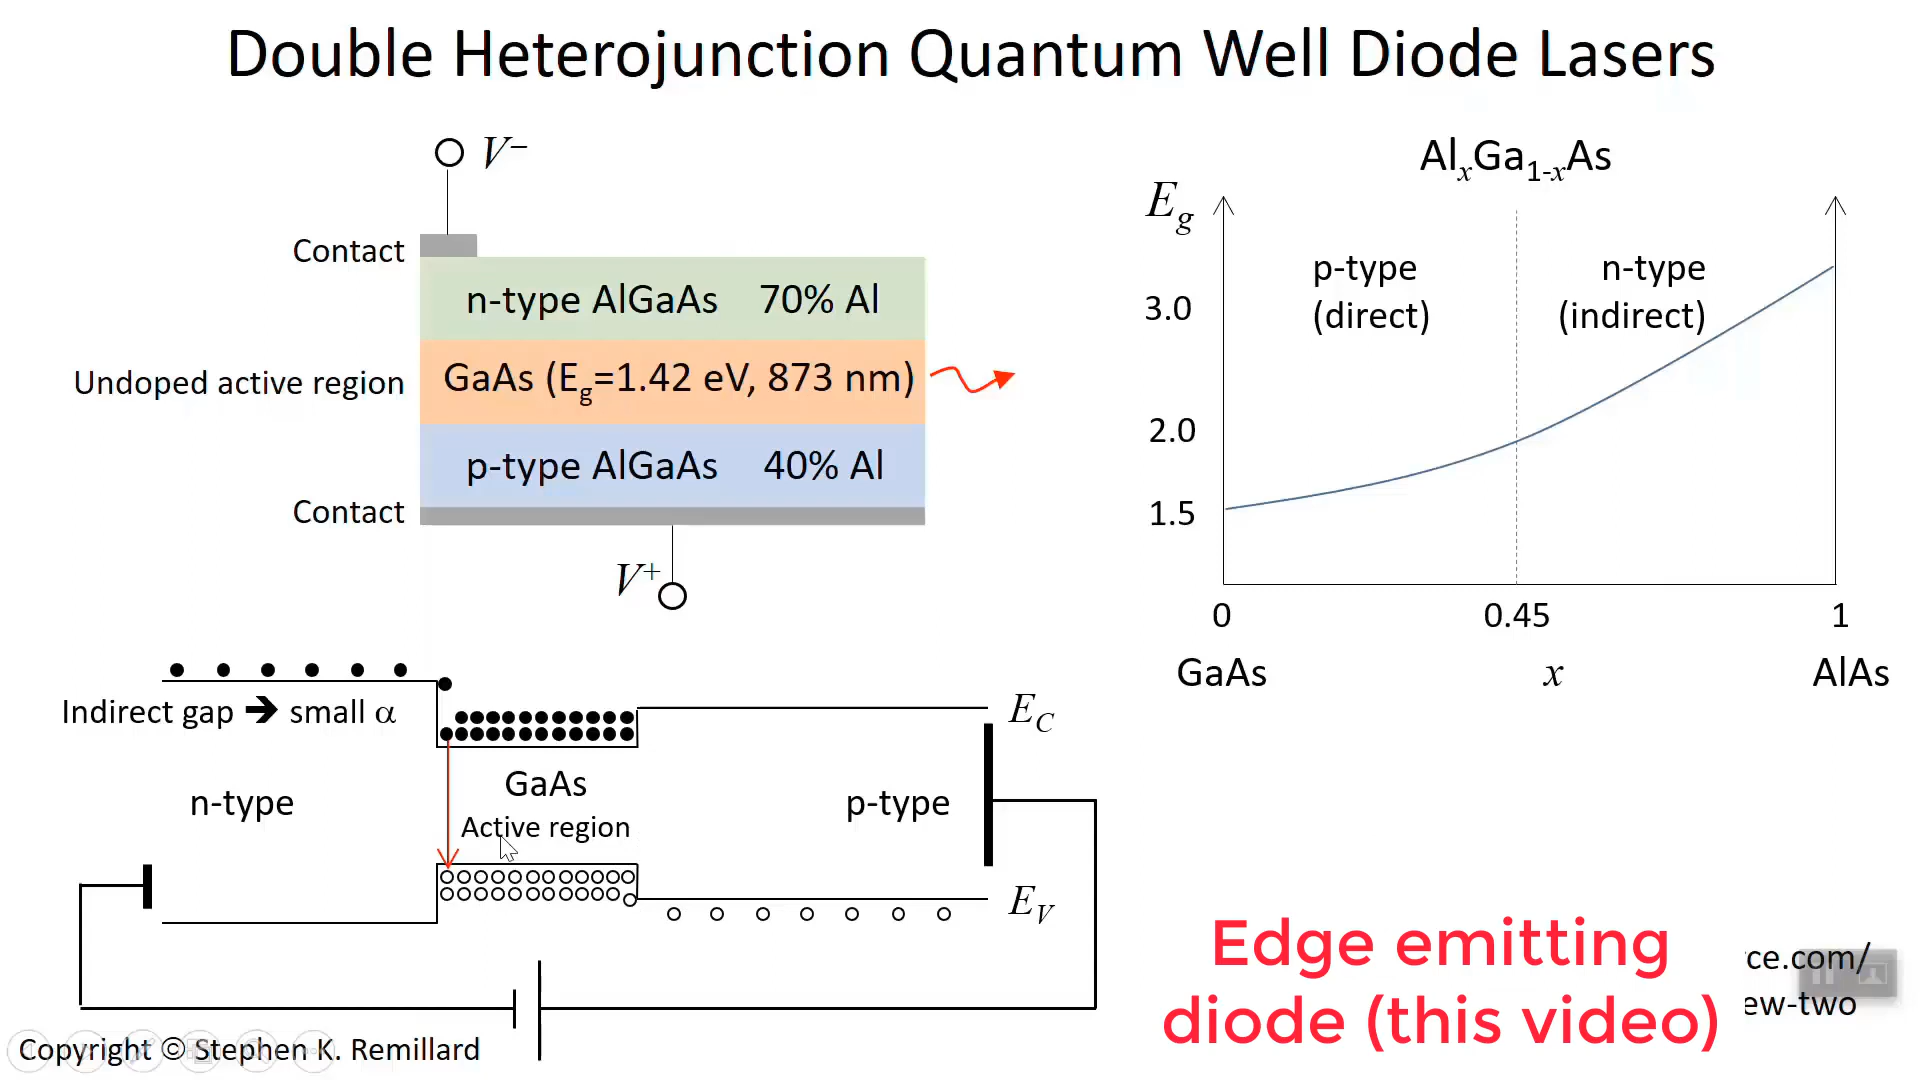 Double Heterojunction Quantum Well Diode Lasers
V−
Contact
n-type AlGaAs 70% Al
Undoped active region
GaAs (Eg=1.42 eV, 873 nm)
p-type AlGaAs 40% Al
Contact
V+
AlxGa1-xAs
Eg
p-type
(direct)
n-type
(indirect)
3.0
2.0
1.5
0
0.45
1
GaAs
x
AlAs
Indirect gap ➔ small α
EC
n-type
GaAs
Active region
p-type
EV
Edge emitting
diode (this video)
ce.com/
ew-two
Copyright © Stephen K. Remillard